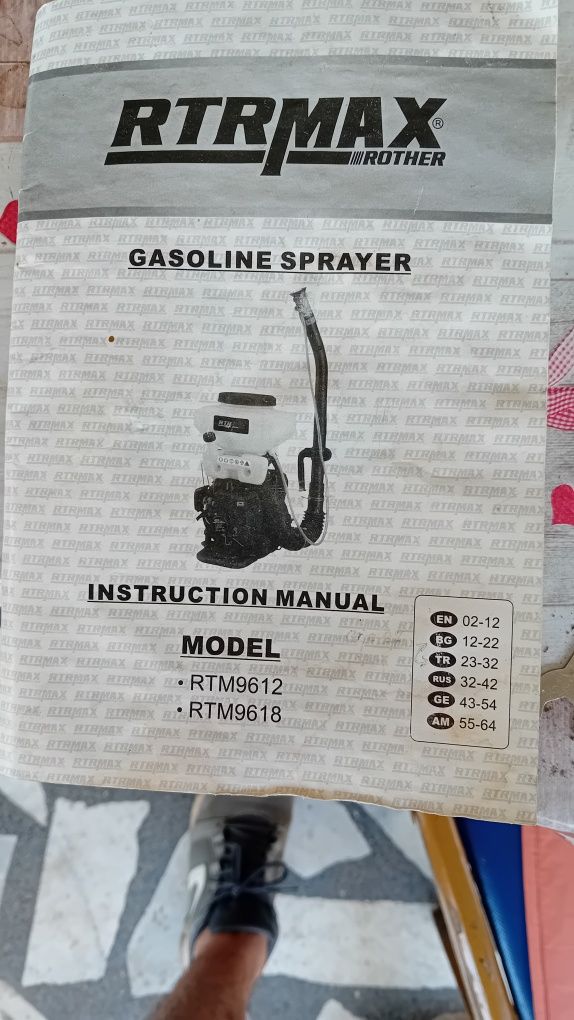 RTRMAX®
ROTHER
GASOLINE SPRAYER
RTR
INSTRUCTION MANUAL
MODEL
• RTM9612
• RTM9618
EN 02-12
BG 12-22
TR 23-32
RUS 32-42
GE 43-54
AM 55-64